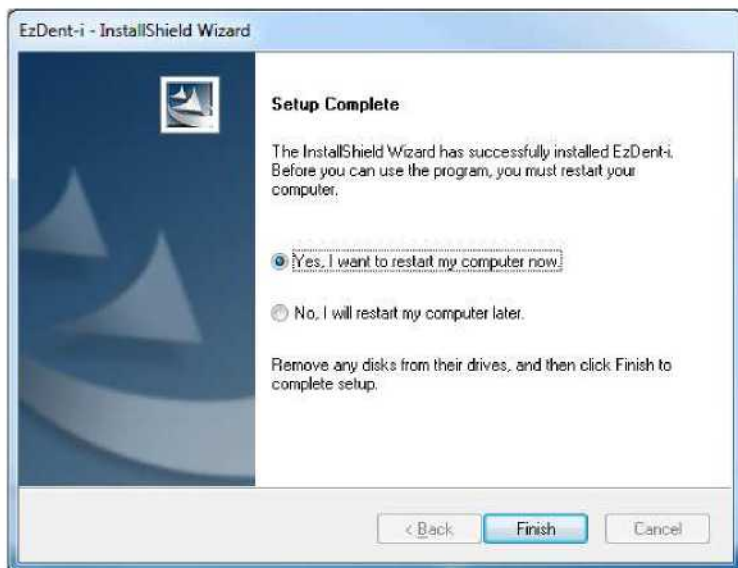 EzDent-i - InstallShield Wizard
Setup Complete
The InstallShield Wizard has successfully installed EzDent-i.
Before you can use the program, you must restart your
computer.
Yes, I want to restart my computer now.
No, I will restart my computer later.
Remove any disks from their drives, and then click Finish to
complete setup.
< Back Finish Cancel